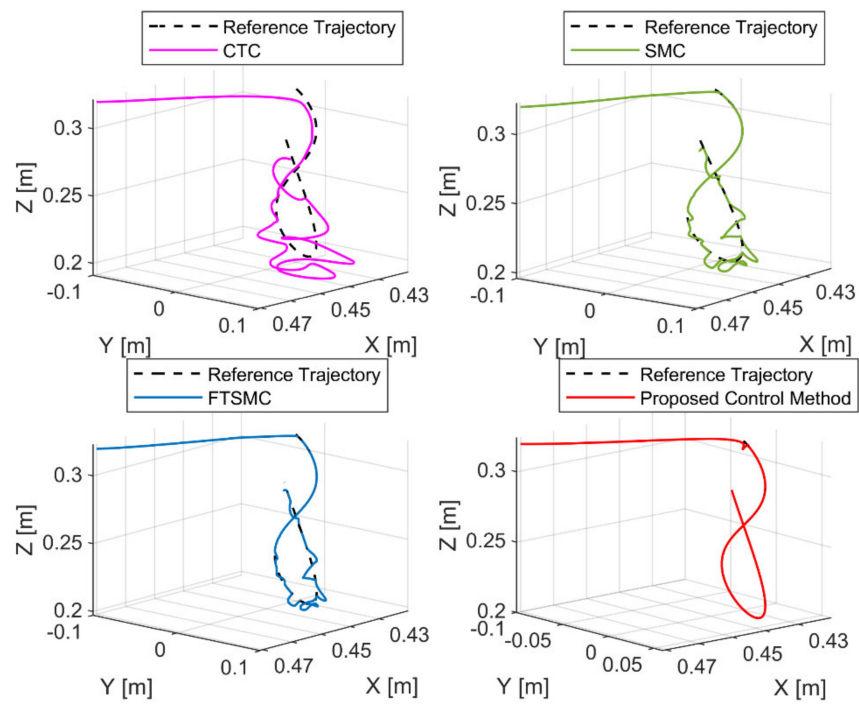 Reference Trajectory
CTC
0.3
0.25
0.2
Z [m]
-0.1
0
0.1
Y [m]
0.47
0.45
0.43
X [m]
Reference Trajectory
SMC
0.3
0.25
0.2
Z [m]
-0.1
0
0.1
Y [m]
0.47
0.45
0.43
X [m]
Reference Trajectory
FTSMC
0.3
0.25
0.2
Z [m]
-0.1
0
0.1
Y [m]
0.47
0.45
0.43
X [m]
Reference Trajectory
Proposed Control Method
0.3
0.25
0.2
Z [m]
-0.1
-0.05
0
0.05
Y [m]
0.47
0.45
0.43
X [m]